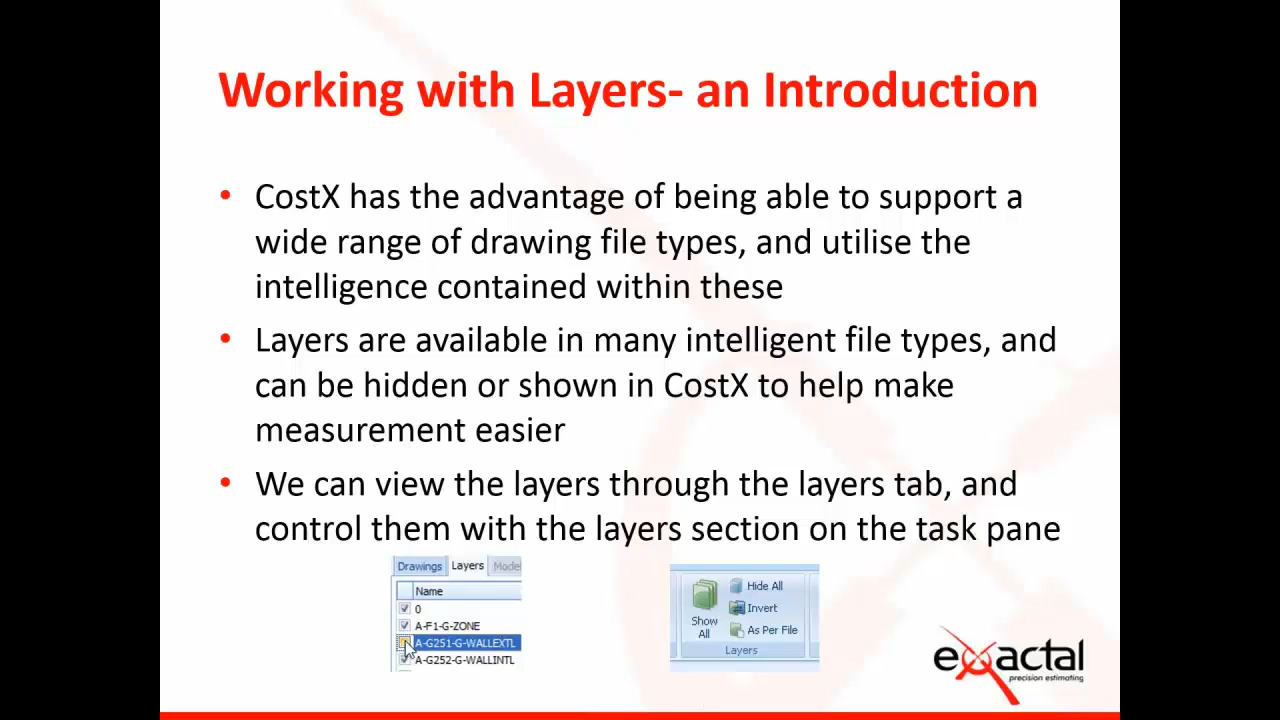 Working with Layers- an Introduction
• CostX has the advantage of being able to support a
wide range of drawing file types, and utilise the
intelligence contained within these
• Layers are available in many intelligent file types, and
can be hidden or shown in CostX to help make
measurement easier
• We can view the layers through the layers tab, and
control them with the layers section on the task pane
Drawings Layers Model
Name
0
A-F1-G-ZONE
A-G251-G-WALLEXTL
A-G252-G-WALLINTL
Show
All
Hide All
Invert
As Per File
Layers
exactal
precision estimating